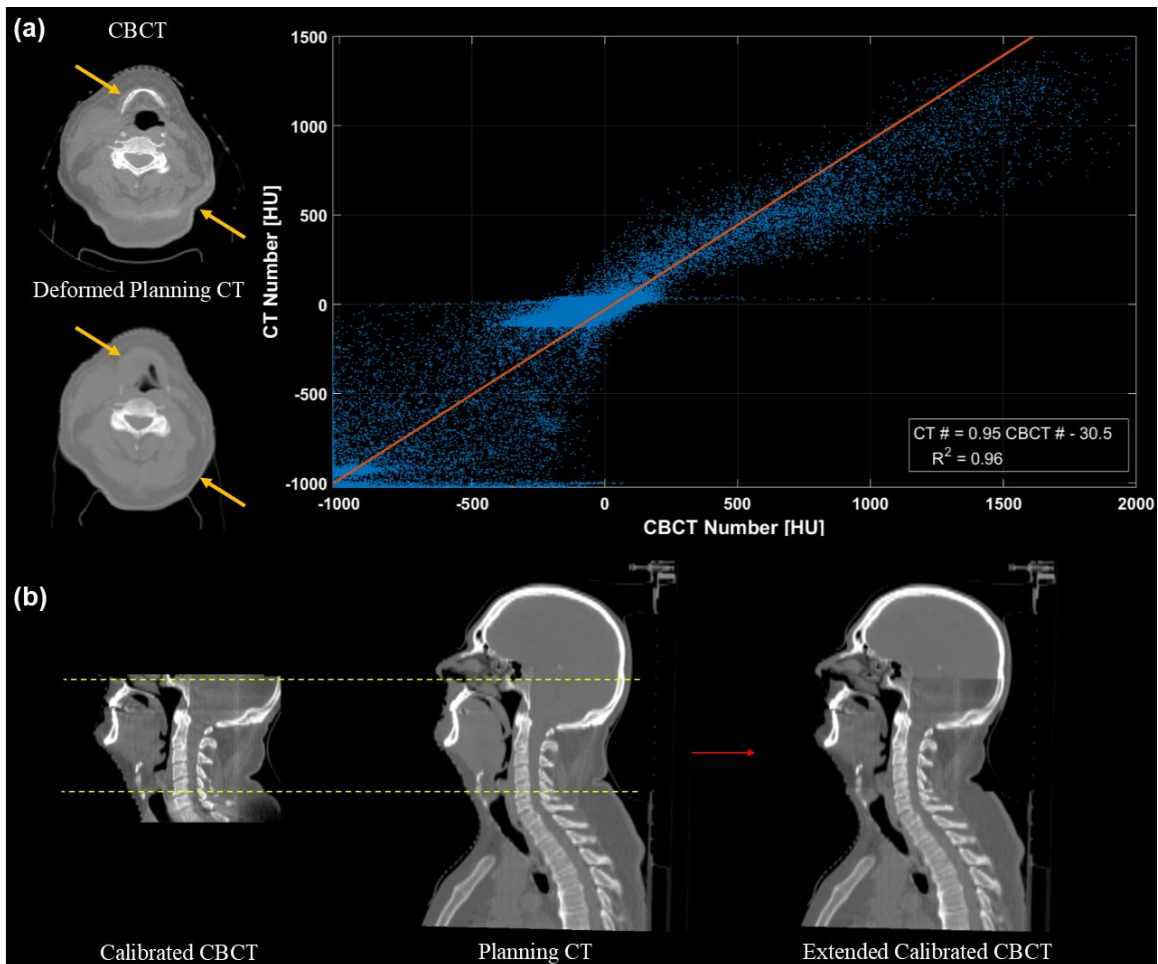 (a)
CBCT
Deformed Planning CT
1500
1000
500
0
-500
-1000
CT Number [HU]
-1000
-500
0
500
1000
1500
2000
CBCT Number [HU]
CT # = 0.95 CBCT # - 30.5
R² = 0.96
(b)
Calibrated CBCT
Planning CT
Extended Calibrated CBCT